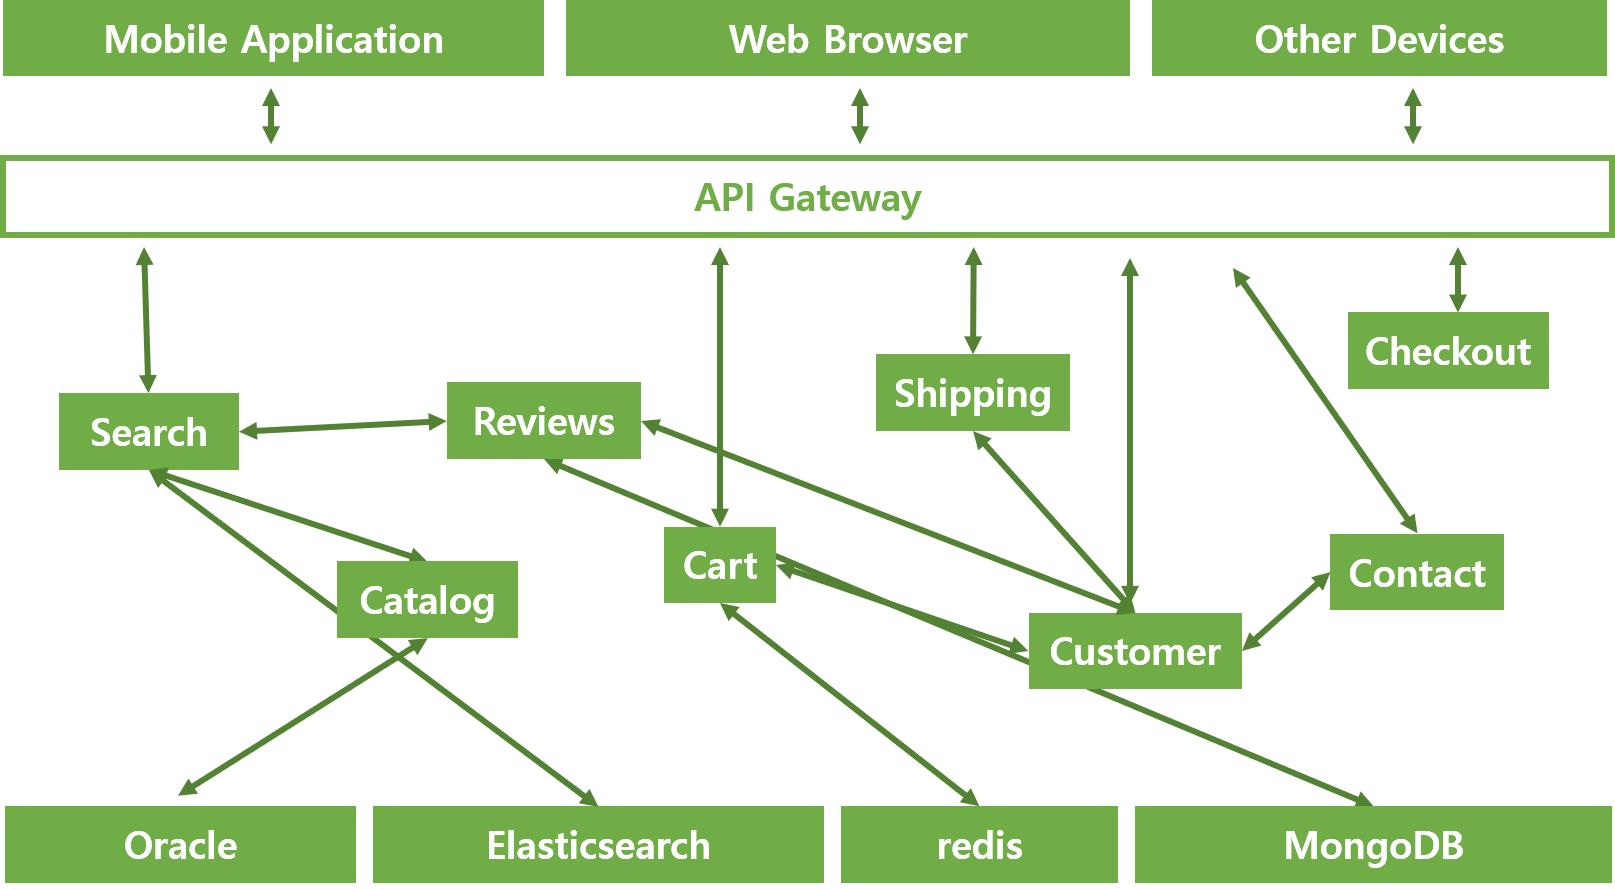 Mobile Application
Web Browser
Other Devices
API Gateway
Checkout
Shipping
Reviews
Search
Cart
Contact
Catalog
Customer
Oracle
Elasticsearch
redis
MongoDB